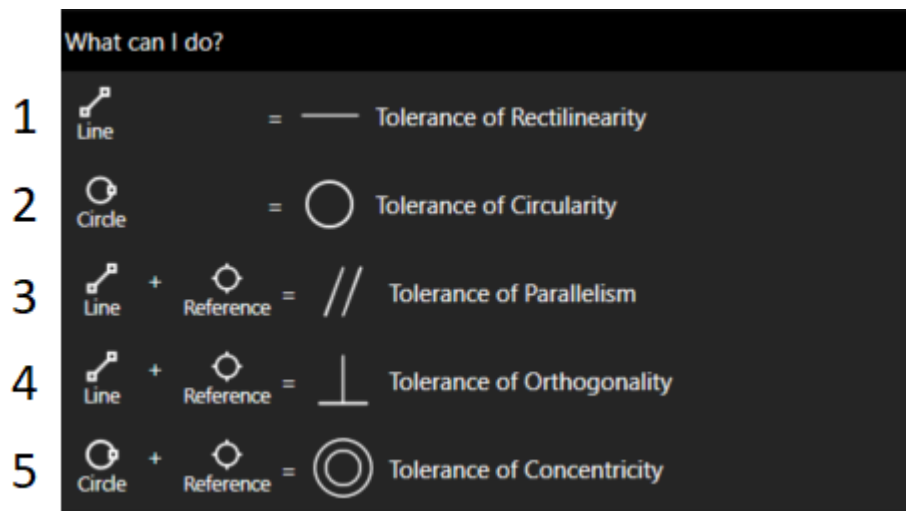 What can I do?
1 Line = Tolerance of Rectilinearity
2 Circle = Tolerance of Circularity
3 Line + Reference = Tolerance of Parallelism
4 Line + Reference = Tolerance of Orthogonality
5 Circle + Reference = Tolerance of Concentricity